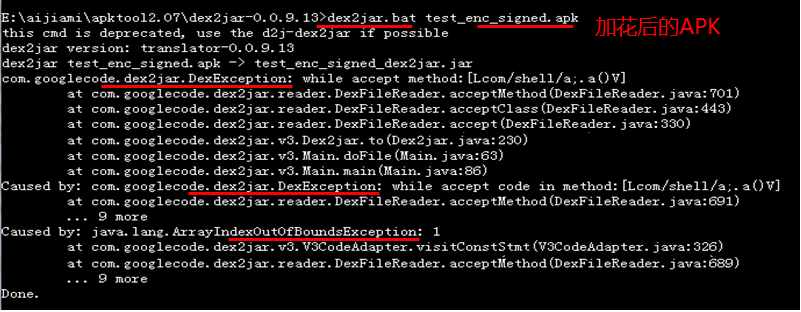 E:\aijiami\apktool2.07\dex2jar-0.0.9.13>dex2jar.bat test_enc_signed.apk
加花后的APK
this cmd is deprecated, use the d2j-dex2jar if possible
dex2jar version: translator-0.0.9.13
dex2jar test_enc_signed.apk -> test_enc_signed_dex2jar.jar
com.googlecode.dex2jar.DexException: while accept method:[Lcom/shell/a;.a()V]
at com.googlecode.dex2jar.reader.DexFileReader.acceptMethod(DexFileReader.java:701)
at com.googlecode.dex2jar.reader.DexFileReader.acceptClass(DexFileReader.java:443)
at com.googlecode.dex2jar.reader.DexFileReader.accept(DexFileReader.java:330)
at com.googlecode.dex2jar.v3.Dex2jar.to(Dex2jar.java:230)
at com.googlecode.dex2jar.v3.Main.doFile(Main.java:63)
at com.googlecode.dex2jar.v3.Main.main(Main.java:86)
Caused by: com.googlecode.dex2jar.DexException: while accept code in method:[Lcom/shell/a;.a()V]
at com.googlecode.dex2jar.reader.DexFileReader.acceptMethod(DexFileReader.java:691)
... 9 more
Caused by: java.lang.ArrayIndexOutOfBoundsException: 1
at com.googlecode.dex2jar.v3.V3CodeAdapter.visitConstStmt(V3CodeAdapter.java:326)
at com.googlecode.dex2jar.reader.DexFileReader.acceptMethod(DexFileReader.java:689)
... 9 more
Done.